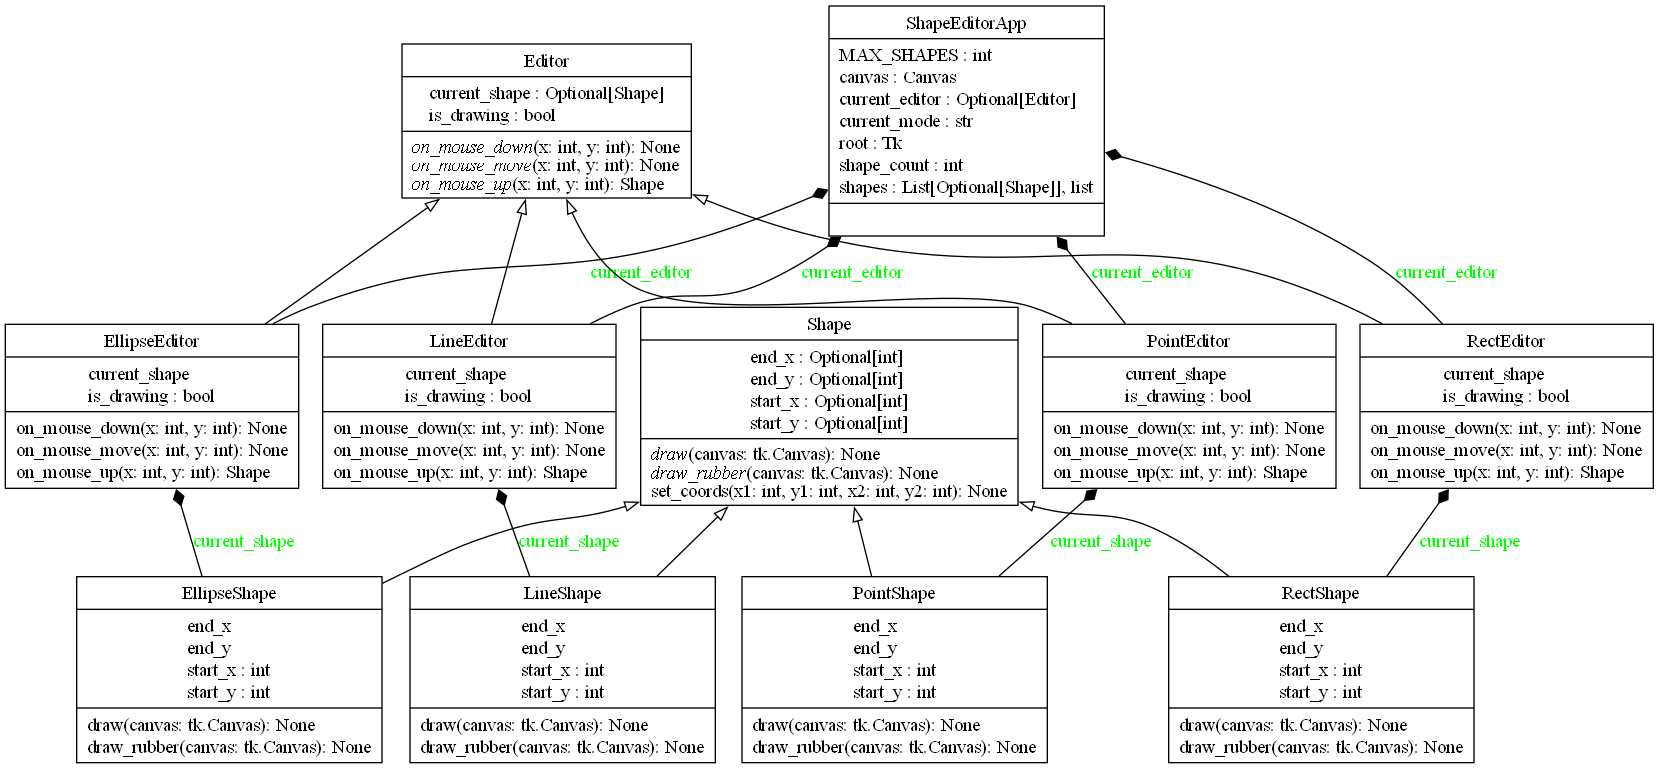 ShapeEditorApp
MAX_SHAPES : int
canvas : Canvas
current_editor : Optional[Editor]
current_mode : str
root : Tk
shape_count : int
shapes : List[Optional[Shape]], list
Editor
current_shape : Optional[Shape]
is_drawing : bool
on_mouse_down(x: int, y: int): None
on_mouse_move(x: int, y: int): None
on_mouse_up(x: int, y: int): Shape
current_editor
current_editor
current_editor
current_editor
EllipseEditor
current_shape
is_drawing : bool
on_mouse_down(x: int, y: int): None
on_mouse_move(x: int, y: int): None
on_mouse_up(x: int, y: int): Shape
LineEditor
current_shape
is_drawing : bool
on_mouse_down(x: int, y: int): None
on_mouse_move(x: int, y: int): None
on_mouse_up(x: int, y: int): Shape
Shape
end_x : Optional[int]
end_y : Optional[int]
start_x : Optional[int]
start_y : Optional[int]
draw(canvas: tk.Canvas): None
draw_rubber(canvas: tk.Canvas): None
set_coords(x1: int, y1: int, x2: int, y2: int): None
PointEditor
current_shape
is_drawing : bool
on_mouse_down(x: int, y: int): None
on_mouse_move(x: int, y: int): None
on_mouse_up(x: int, y: int): Shape
RectEditor
current_shape
is_drawing : bool
on_mouse_down(x: int, y: int): None
on_mouse_move(x: int, y: int): None
on_mouse_up(x: int, y: int): Shape
current_shape
current_shape
current_shape
current_shape
EllipseShape
end_x
end_y
start_x : int
start_y : int
draw(canvas: tk.Canvas): None
draw_rubber(canvas: tk.Canvas): None
LineShape
end_x
end_y
start_x : int
start_y : int
draw(canvas: tk.Canvas): None
draw_rubber(canvas: tk.Canvas): None
PointShape
end_x
end_y
start_x : int
start_y : int
draw(canvas: tk.Canvas): None
draw_rubber(canvas: tk.Canvas): None
RectShape
end_x
end_y
start_x : int
start_y : int
draw(canvas: tk.Canvas): None
draw_rubber(canvas: tk.Canvas): None